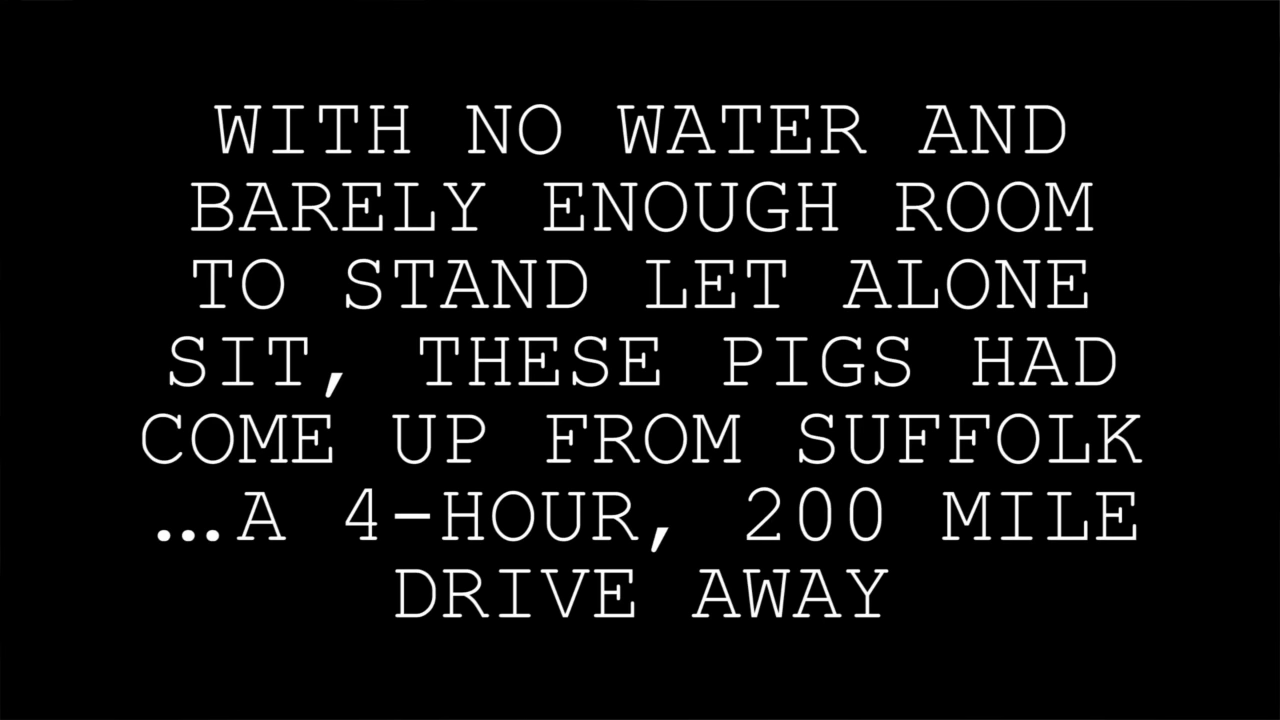 WITH NO WATER AND
BARELY ENOUGH ROOM
TO STAND LET ALONE
SIT, THESE PIGS HAD
COME UP FROM SUFFOLK
…A 4-HOUR, 200 MILE
DRIVE AWAY